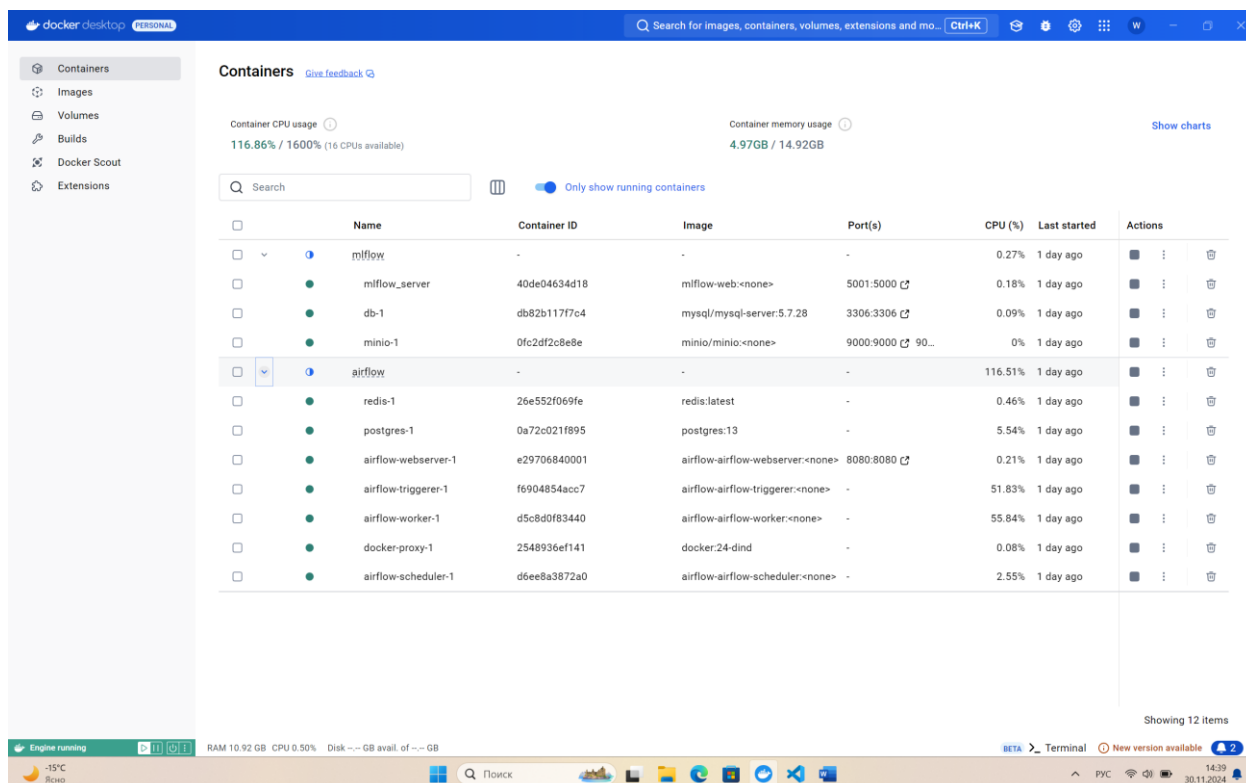 docker desktop PERSONAL Search for images, containers, volumes, extensions and mo... Ctrl+K W
Containers
Images
Volumes
Builds
Docker Scout
Extensions
Containers Give feedback
Container CPU usage Container memory usage
116.86% / 1600% (16 CPUs available) 4.97GB / 14.92GB Show charts
Search Only show running containers
Name Container ID Image Port(s) CPU (%) Last started Actions
mlflow - - - 0.27% 1 day ago
mlflow_server 40de04634d18 mlflow-web:<none> 5001:5000 0.18% 1 day ago
db-1 db82b117f7c4 mysql/mysql-server:5.7.28 3306:3306 0.09% 1 day ago
minio-1 0fc2df2c8e8e minio/minio:<none> 9000:9000 90... 0% 1 day ago
airflow - - - 116.51% 1 day ago
redis-1 26e552f069fe redis:latest - 0.46% 1 day ago
postgres-1 0a72c021f895 postgres:13 - 5.54% 1 day ago
airflow-webserver-1 e29706840001 airflow-airflow-webserver:<none> 8080:8080 0.21% 1 day ago
airflow-triggerer-1 f6904854acc7 airflow-airflow-triggerer:<none> - 51.83% 1 day ago
airflow-worker-1 d5c8d0f83440 airflow-airflow-worker:<none> - 55.84% 1 day ago
docker-proxy-1 2548936ef141 docker:24-dind - 0.08% 1 day ago
airflow-scheduler-1 d6ee8a3872a0 airflow-airflow-scheduler:<none> - 2.55% 1 day ago
Showing 12 items
Engine running RAM 10.92 GB CPU 0.50% Disk --.-- GB avail. of --.-- GB BETA >_ Terminal New version available 2
-15°C
Ясно
Поиск
РУС
14:39
30.11.2024